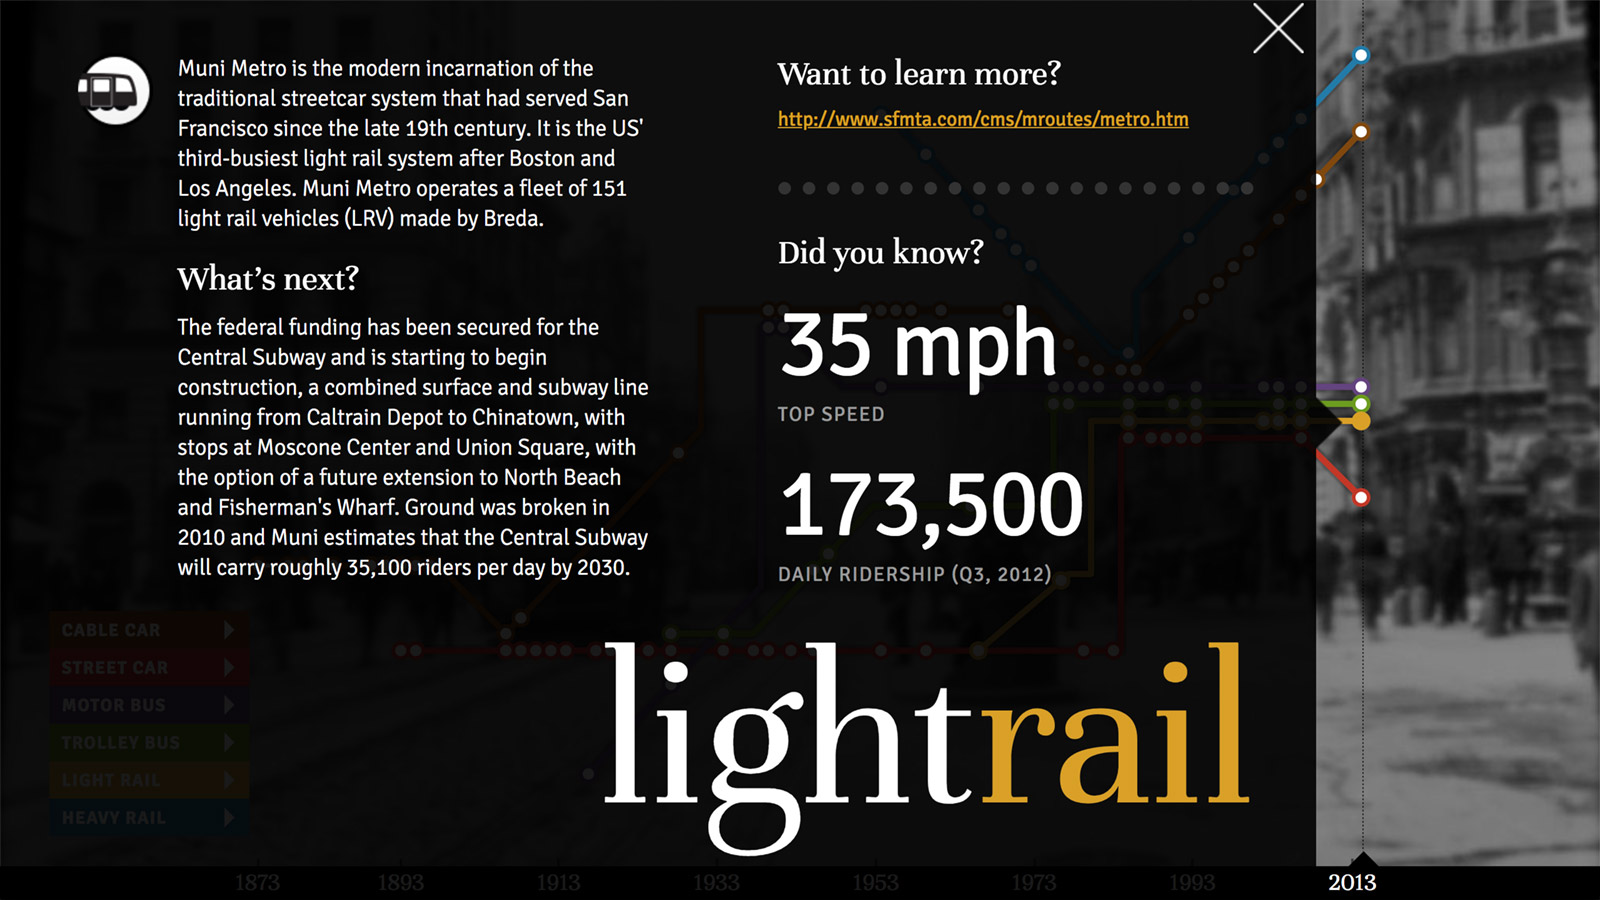 Muni Metro is the modern incarnation of the
traditional streetcar system that had served San
Francisco since the late 19th century. It is the US'
third-busiest light rail system after Boston and
Los Angeles. Muni Metro operates a fleet of 151
light rail vehicles (LRV) made by Breda.
What's next?
The federal funding has been secured for the
Central Subway and is starting to begin
construction, a combined surface and subway line
running from Caltrain Depot to Chinatown, with
stops at Moscone Center and Union Square, with
the option of a future extension to North Beach
and Fisherman's Wharf. Ground was broken in
2010 and Muni estimates that the Central Subway
will carry roughly 35,100 riders per day by 2030.
Want to learn more?
http://www.sfmta.com/cms/mroutes/metro.htm
Did you know?
35 mph
TOP SPEED
173,500
DAILY RIDERSHIP (Q3, 2012)
lightrail
CABLE CAR
STREET CAR
MOTOR BUS
TROLLEY BUS
LIGHT RAIL
HEAVY RAIL
1873 1893 1913 1933 1953 1973 1993 2013